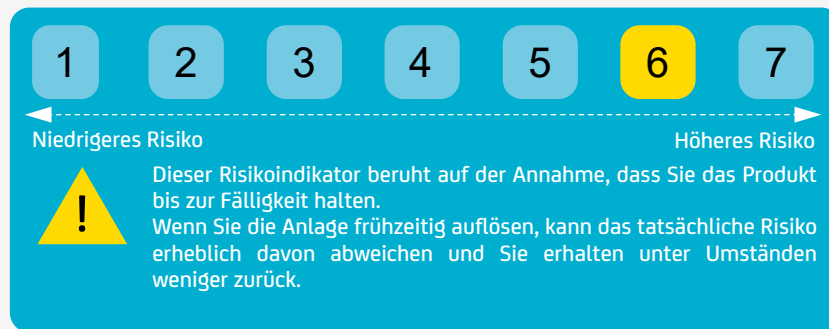 1 2 3 4 5 6 7
Niedrigeres Risiko Höheres Risiko
!
Dieser Risikoindikator beruht auf der Annahme, dass Sie das Produkt
bis zur Fälligkeit halten.
Wenn Sie die Anlage frühzeitig auflösen, kann das tatsächliche Risiko
erheblich davon abweichen und Sie erhalten unter Umständen
weniger zurück.